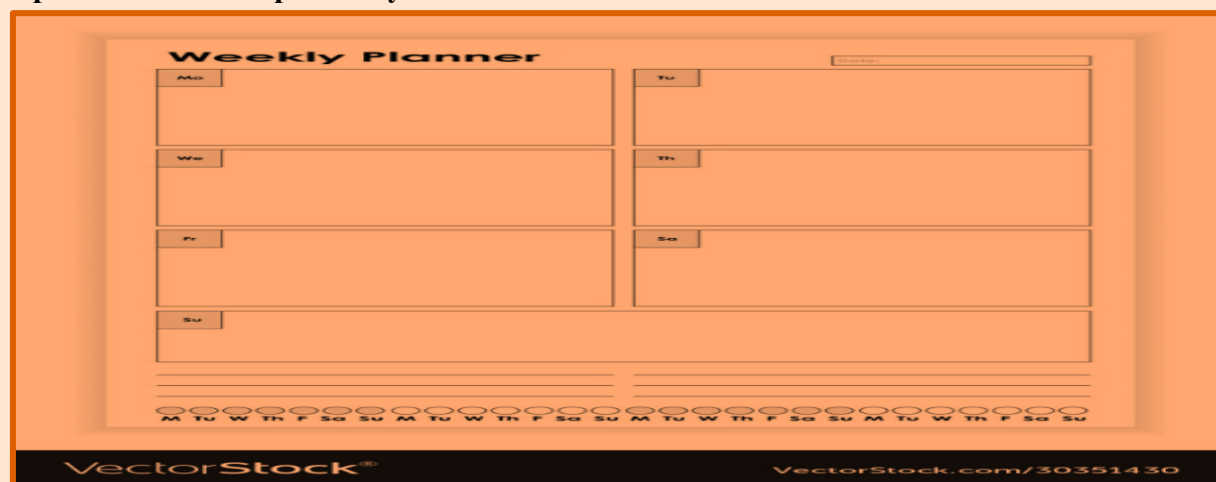 Weekly Planner
Date:
Mo
Tu
We
Th
Fr
Sa
Su
M Tu W Th F Sa Su M Tu W Th F Sa Su M Tu W Th F Sa Su M Tu W Th F Sa Su
VectorStock®
VectorStock.com/30351430